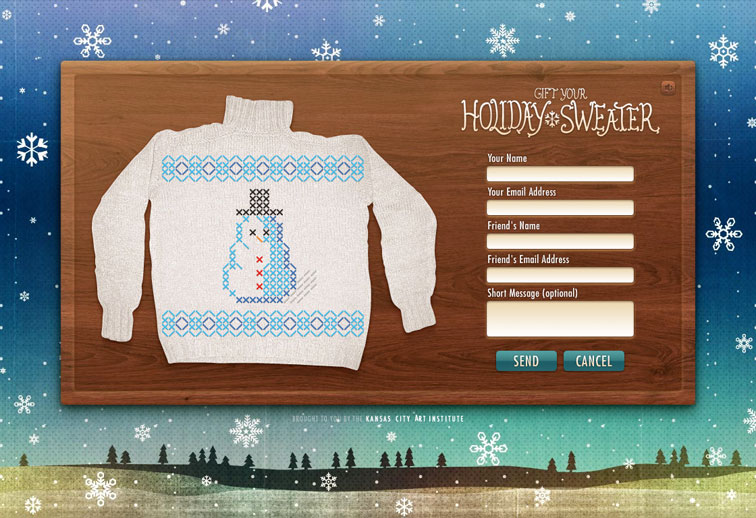 GIFT YOUR
HOLIDAY SWEATER
Your Name
Your Email Address
Friend's Name
Friend's Email Address
Short Message (optional)
SEND CANCEL
BROUGHT TO YOU BY THE KANSAS CITY ART INSTITUTE